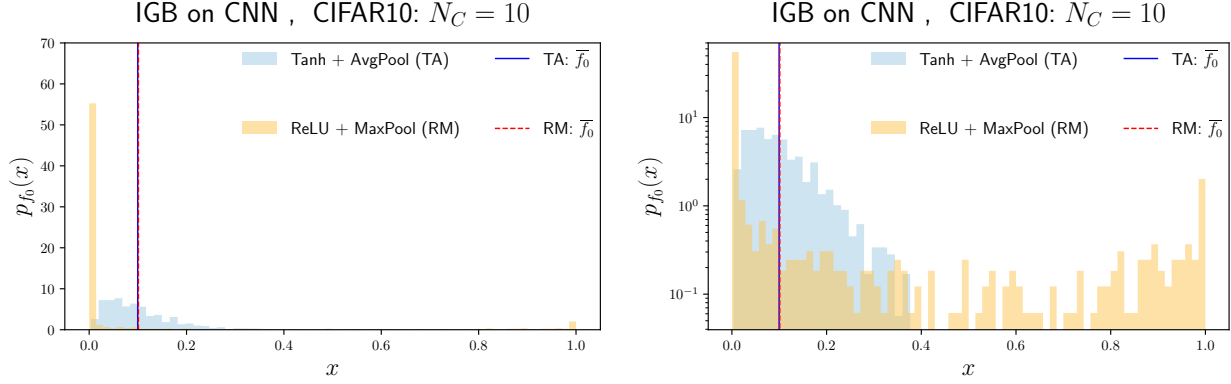 IGB on CNN , CIFAR10: $N_C = 10$
70
60
50
40
30
20
10
0
$p_{f_0}(x)$
Tanh + AvgPool (TA)
ReLU + MaxPool (RM)
TA: $\overline{f_0}$
RM: $\overline{f_0}$
0.0 0.2 0.4 0.6 0.8 1.0
$x$
IGB on CNN , CIFAR10: $N_C = 10$
$10^1$
$10^0$
$10^{-1}$
$p_{f_0}(x)$
Tanh + AvgPool (TA)
ReLU + MaxPool (RM)
TA: $\overline{f_0}$
RM: $\overline{f_0}$
0.0 0.2 0.4 0.6 0.8 1.0
$x$